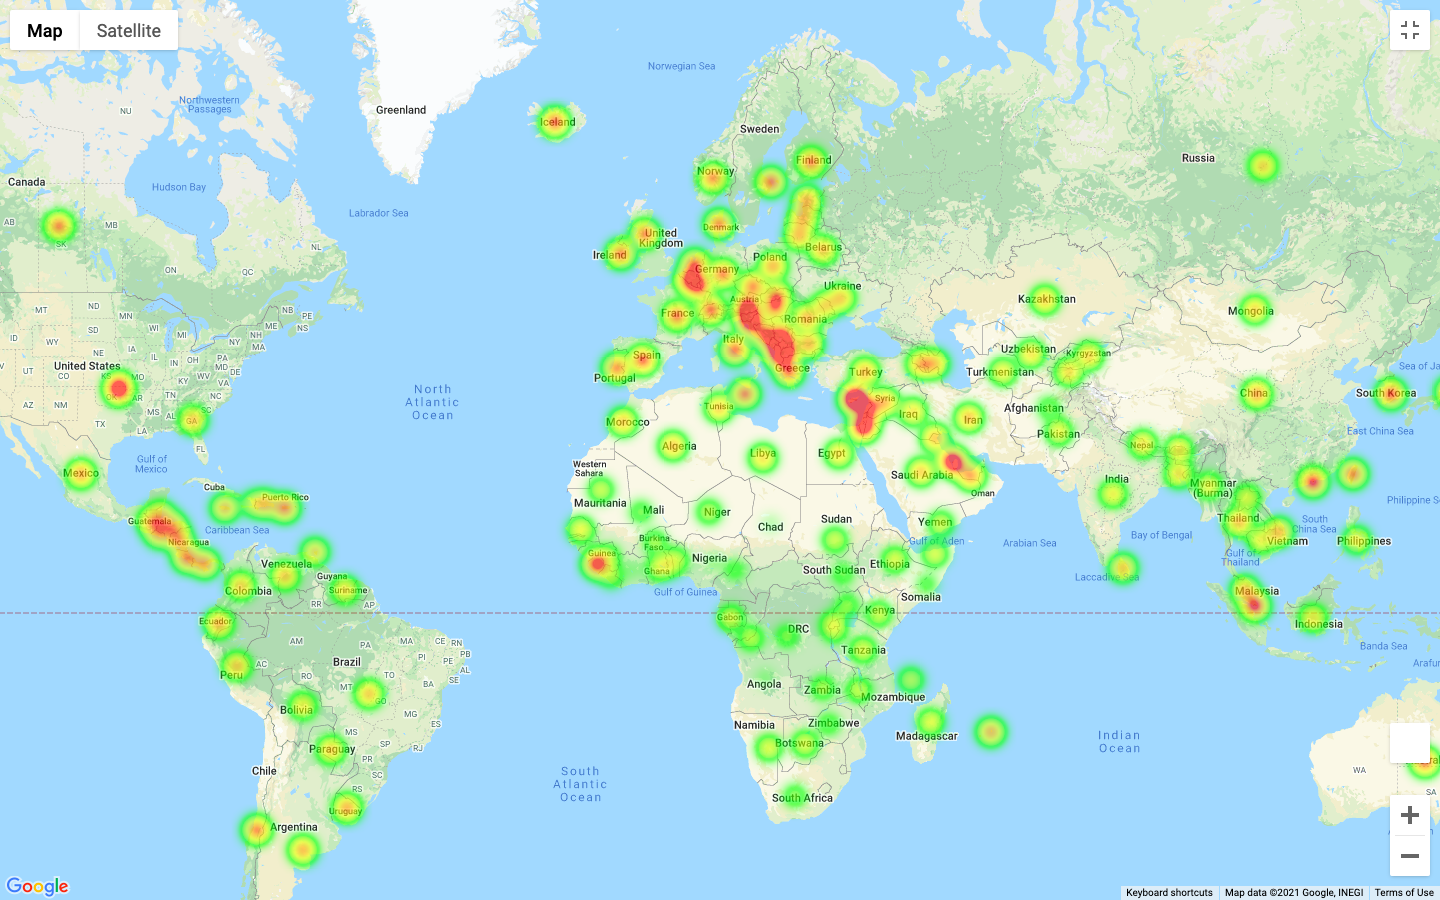 Map
Satellite
Greenland
Norwegian Sea
Northwestern
Passages
NU
Iceland
Sweden
Finland
Norway
Russia
Canada
Hudson Bay
Labrador Sea
AB
MB
SK
ON
NL
QC
United
Kingdom
Ireland
Denmark
Belarus
Poland
Germany
Ukraine
Austria
France
Romania
Kazakhstan
Mongolia
MT
ND
MN
SD
WI
MI
ID
WY
NB
PE
NS
ME
VT
NH
NY
MA
PA
NJ
MD
IA
NE
IL
IN
OH
NV
UT
CO
KS
MO
WV
KY
VA
NC
United States
CA
AZ
NM
OK
AR
SC
GA
TX
LA
FL
Italy
Spain
Portugal
Greece
Turkey
Uzbekistan
Kyrgyzstan
Turkmenistan
Sea of J
South Korea
China
North
Atlantic
Ocean
Tunisia
Syria
Iraq
Iran
Afghanistan
Pakistan
Nepal
East China Sea
Morocco
Algeria
Libya
Egypt
Western
Sahara
Saudi Arabia
Oman
India
Myanmar
(Burma)
Philippine S
Gulf of
Mexico
Mexico
Cuba
Puerto Rico
Guatemala
Caribbean Sea
Nicaragua
Mauritania
Mali
Niger
Chad
Sudan
Yemen
Gulf of Aden
Arabian Sea
Bay of Bengal
Thailand
South
China Sea
Vietnam
Philippines
Gulf of
Thailand
Burkina
Faso
Guinea
Ghana
Nigeria
South Sudan
Ethiopia
Somalia
Laccadive Sea
Malaysia
Indonesia
Venezuela
Guyana
Suriname
Colombia
RR
AP
Gulf of Guinea
Gabon
Kenya
DRC
Tanzania
Banda Sea
Arafu
Ecuador
AM
PA
MA
CE
RN
PB
PI
PE
AL
SE
AC
TO
RO
BA
MT
GO
Peru
Brazil
Bolivia
MG
ES
MS
SP
RJ
Paraguay
PR
SC
RS
Chile
Uruguay
Argentina
Angola
Zambia
Mozambique
Namibia
Zimbabwe
Botswana
Madagascar
South Africa
South
Atlantic
Ocean
Indian
Ocean
WA
SA
Google
Keyboard shortcuts
Map data ©2021 Google, INEGI
Terms of Use